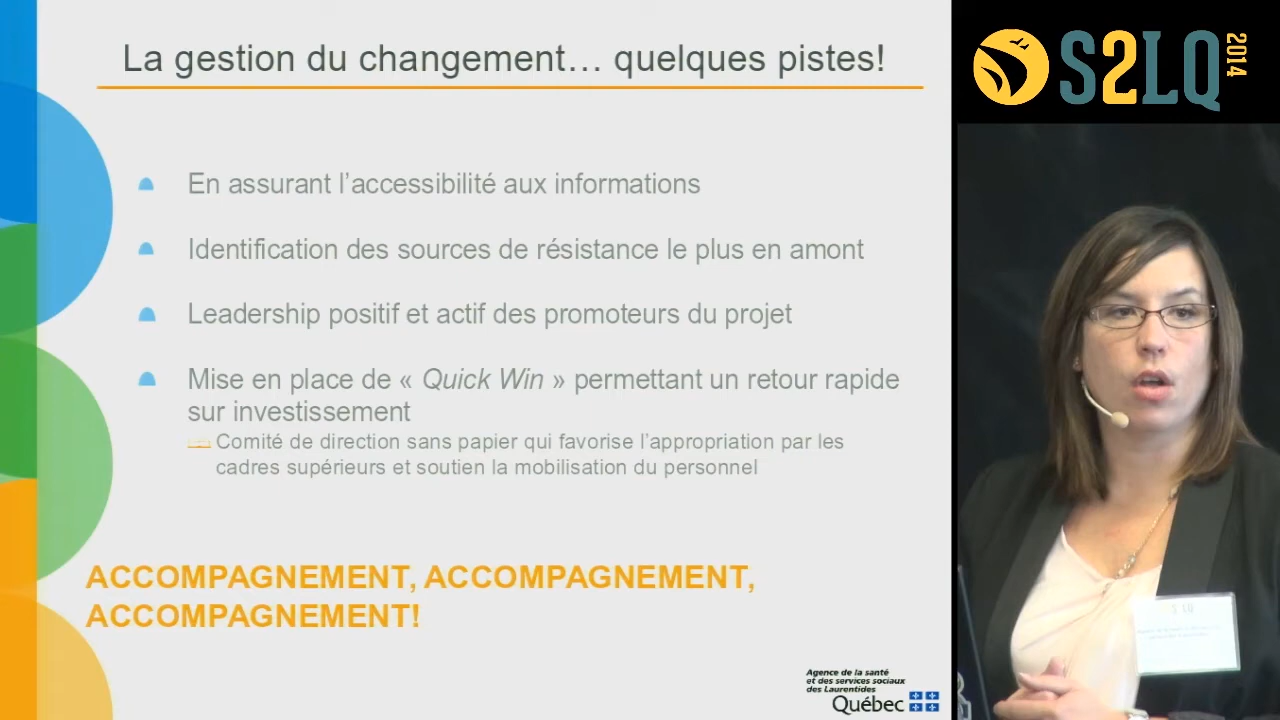 La gestion du changement… quelques pistes!
En assurant l’accessibilité aux informations
Identification des sources de résistance le plus en amont
Leadership positif et actif des promoteurs du projet
Mise en place de « Quick Win » permettant un retour rapide
sur investissement
Comité de direction sans papier qui favorise l’appropriation par les
cadres supérieurs et soutien la mobilisation du personnel
ACCOMPAGNEMENT, ACCOMPAGNEMENT,
ACCOMPAGNEMENT!
Agence de la santé
et des services sociaux
des Laurentides
Québec
S2LQ 2014